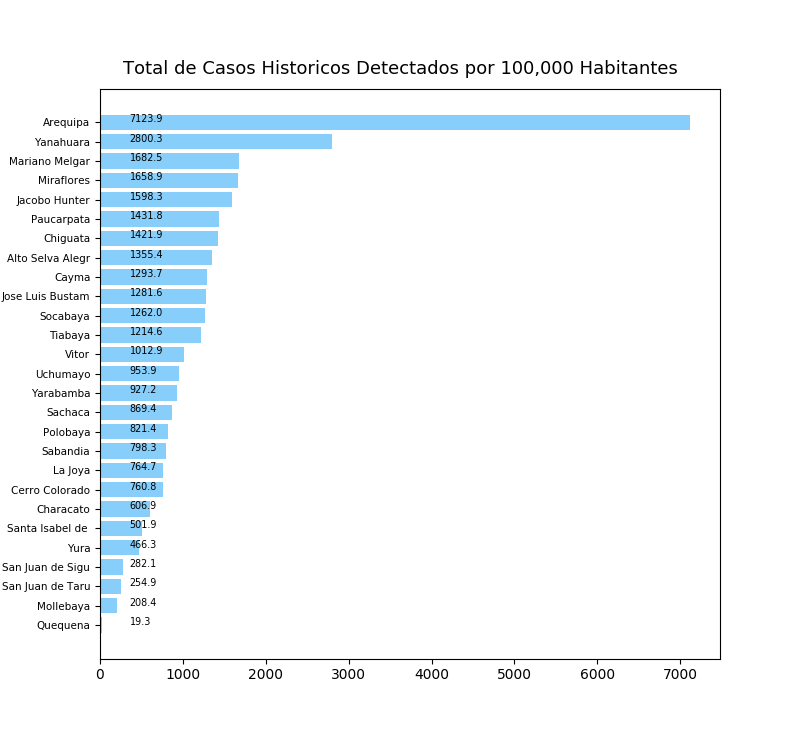 Total de Casos Historicos Detectados por 100,000 Habitantes
Arequipa 7123.9
Yanahuara 2800.3
Mariano Melgar 1682.5
Miraflores 1658.9
Jacobo Hunter 1598.3
Paucarpata 1431.8
Chiguata 1421.9
Alto Selva Alegr 1355.4
Cayma 1293.7
Jose Luis Bustam 1281.6
Socabaya 1262.0
Tiabaya 1214.6
Vitor 1012.9
Uchumayo 953.9
Yarabamba 927.2
Sachaca 869.4
Polobaya 821.4
Sabandia 798.3
La Joya 764.7
Cerro Colorado 760.8
Characato 606.9
Santa Isabel de 501.9
Yura 466.3
San Juan de Sigu 282.1
San Juan de Taru 254.9
Mollebaya 208.4
Quequena 19.3
0 1000 2000 3000 4000 5000 6000 7000